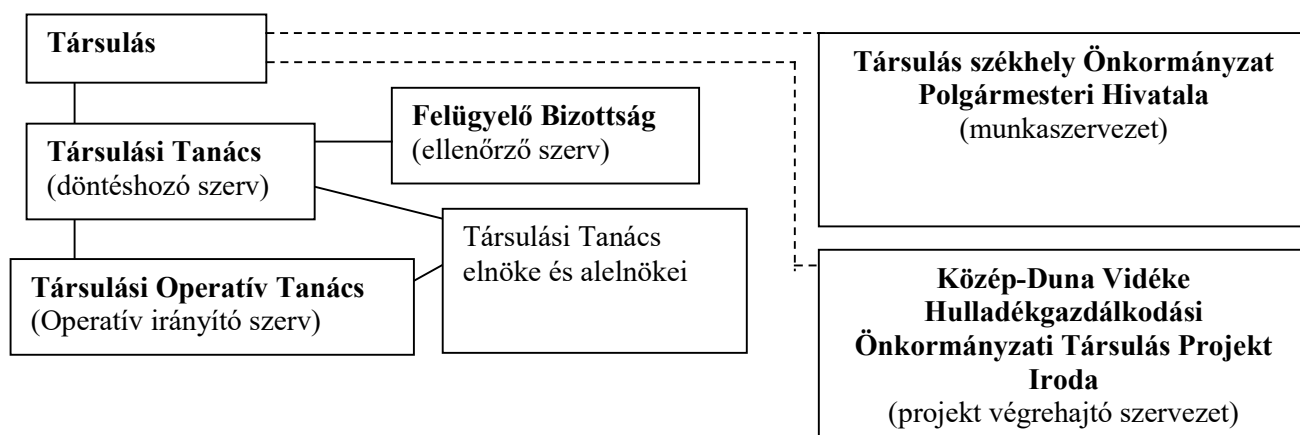 Társulás
Társulás székhely Önkormányzat
Polgármesteri Hivatala
(munkaszervezet)
Felügyelő Bizottság
(ellenőrző szerv)
Társulási Tanács
(döntéshozó szerv)
Társulási Tanács
elnöke és alelnökei
Társulási Operatív Tanács
(Operatív irányító szerv)
Közép-Duna Vidéke
Hulladékgazdálkodási
Önkormányzati Társulás Projekt
Iroda
(projekt végrehajtó szervezet)